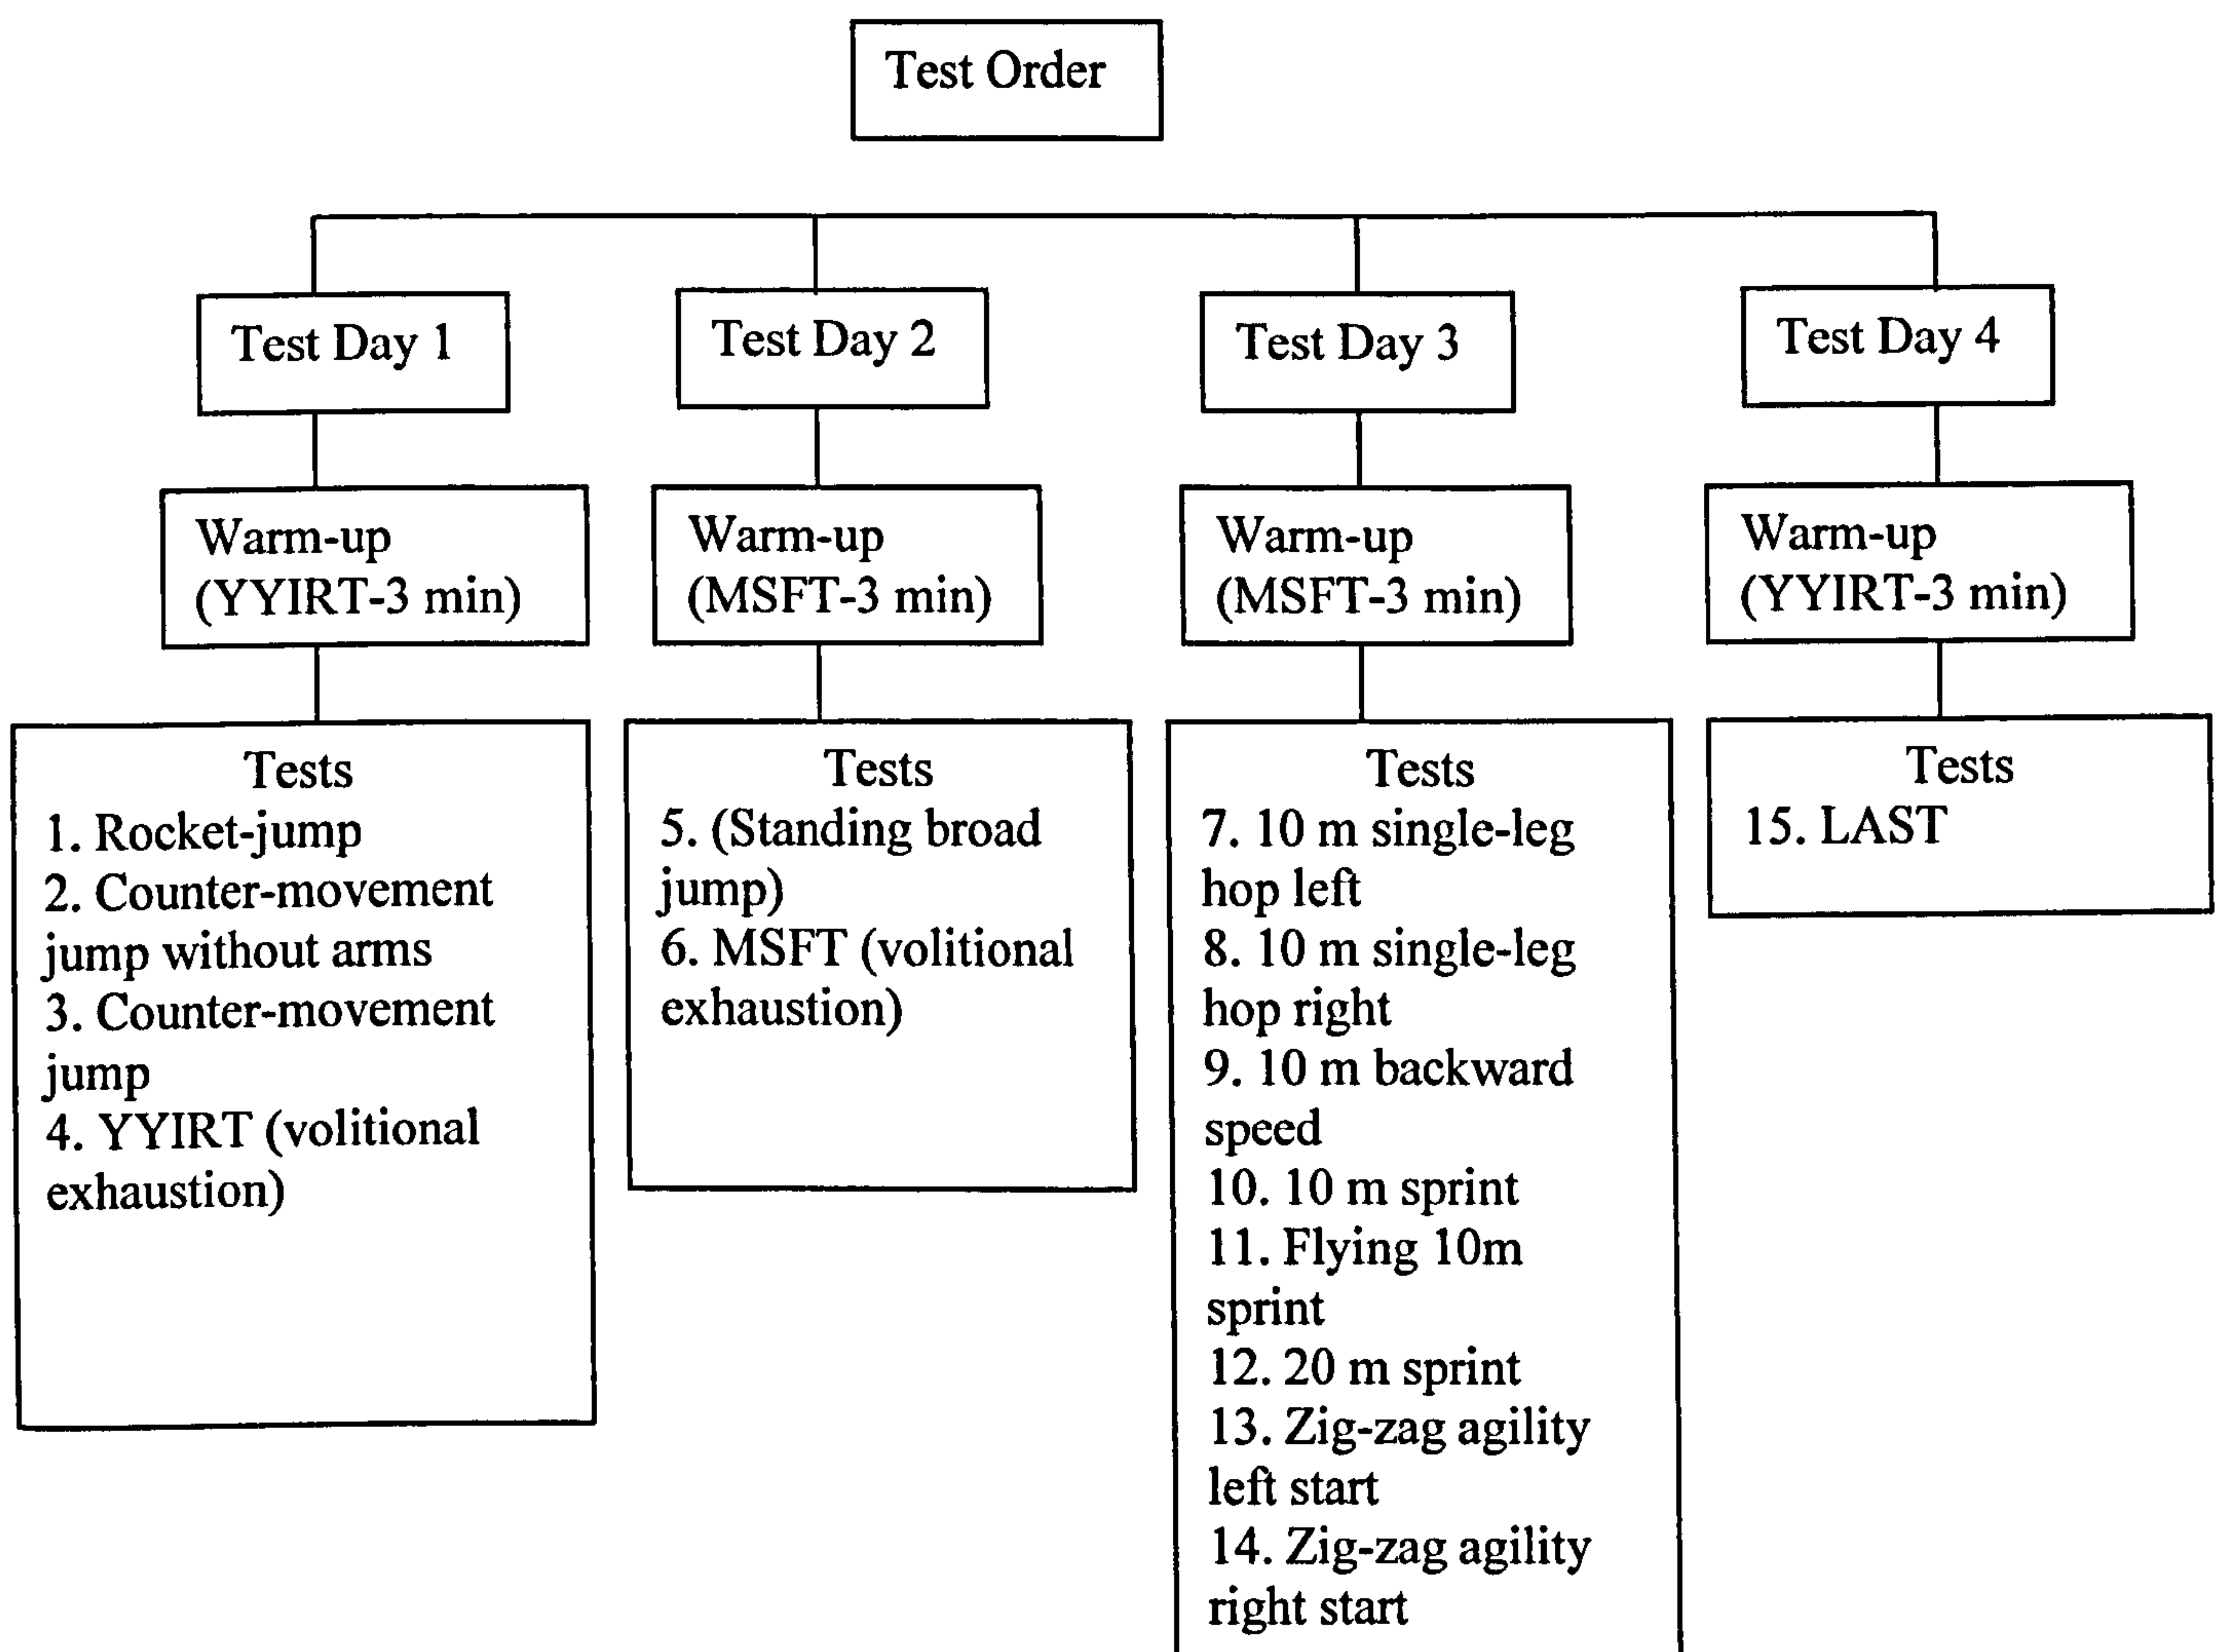 Test Order
Test Day 1
Test Day 2
Test Day 3
Test Day 4
Warm-up
(YYIRT-3 min)
Warm-up
(MSFT-3 min)
Warm-up
(MSFT-3 min)
Warm-up
(YYIRT-3 min)
Tests
1. Rocket-jump
2. Counter-movement
jump without arms
3. Counter-movement
jump
4. YYIRT (volitional
exhaustion)
Tests
5. (Standing broad
jump)
6. MSFT (volitional
exhaustion)
Tests
7. 10 m single-leg
hop left
8. 10 m single-leg
hop right
9. 10 m backward
speed
10. 10 m sprint
11. Flying 10m
sprint
12. 20 m sprint
13. Zig-zag agility
left start
14. Zig-zag agility
right start
Tests
15. LAST